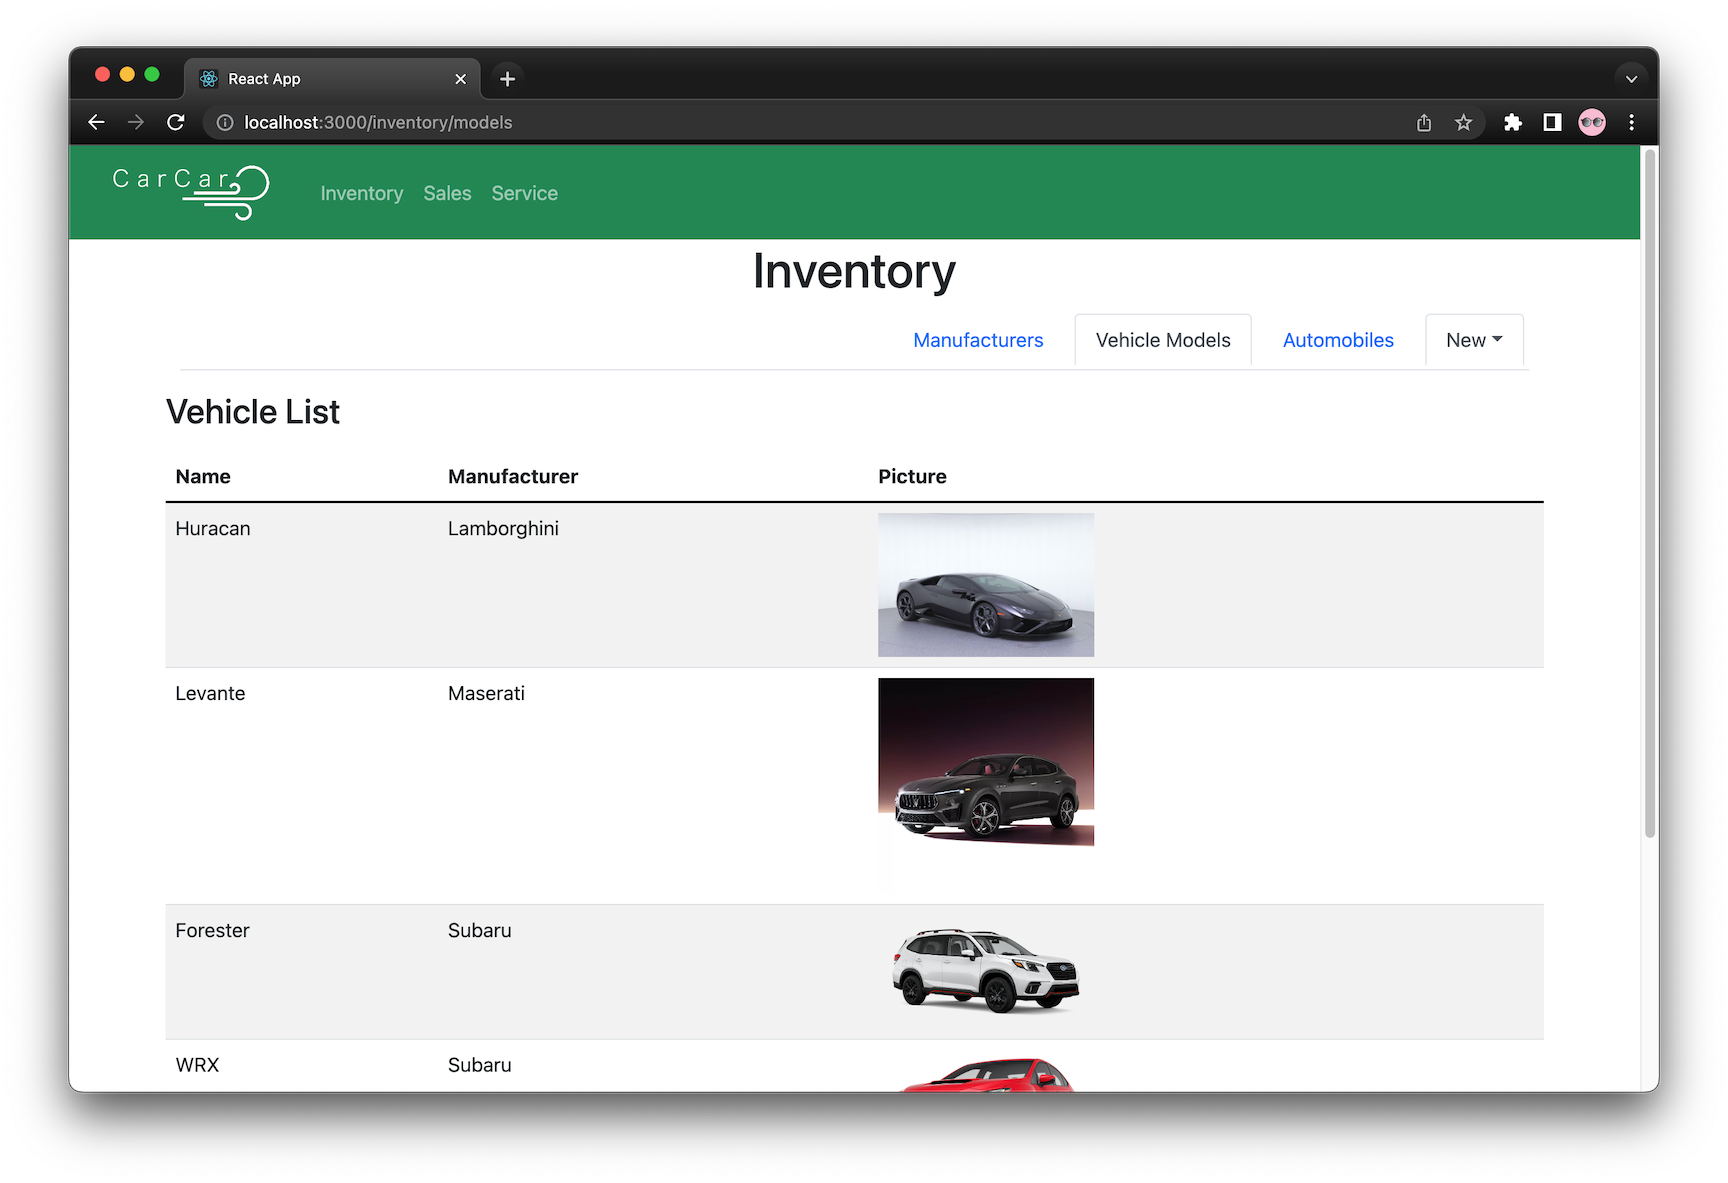 React App
localhost:3000/inventory/models
CarCar
Inventory Sales Service
Inventory
Manufacturers Vehicle Models Automobiles New
Vehicle List
Name Manufacturer Picture
Huracan Lamborghini
Levante Maserati
Forester Subaru
WRX Subaru